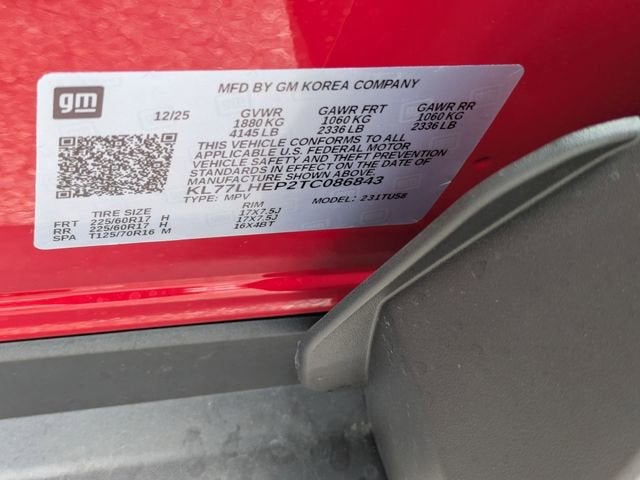 MFD BY GM KOREA COMPANY
gm
12/25 GVWR GAWR FRT GAWR RR
1880 KG 1060 KG 1060 KG
4145 LB 2336 LB 2336 LB
THIS VEHICLE CONFORMS TO ALL
APPLICABLE U.S. FEDERAL MOTOR
VEHICLE SAFETY AND THEFT PREVENTION
STANDARDS IN EFFECT ON THE DATE OF
MANUFACTURE SHOWN ABOVE.
KL77LHEP2TC086843
TYPE: MPV MODEL: 231TU58
TIRE SIZE RIM
FRT 225/60R17 H 17X7.5J
RR 225/60R17 H 17X7.5J
SPA T125/70R16 M 16X4BT